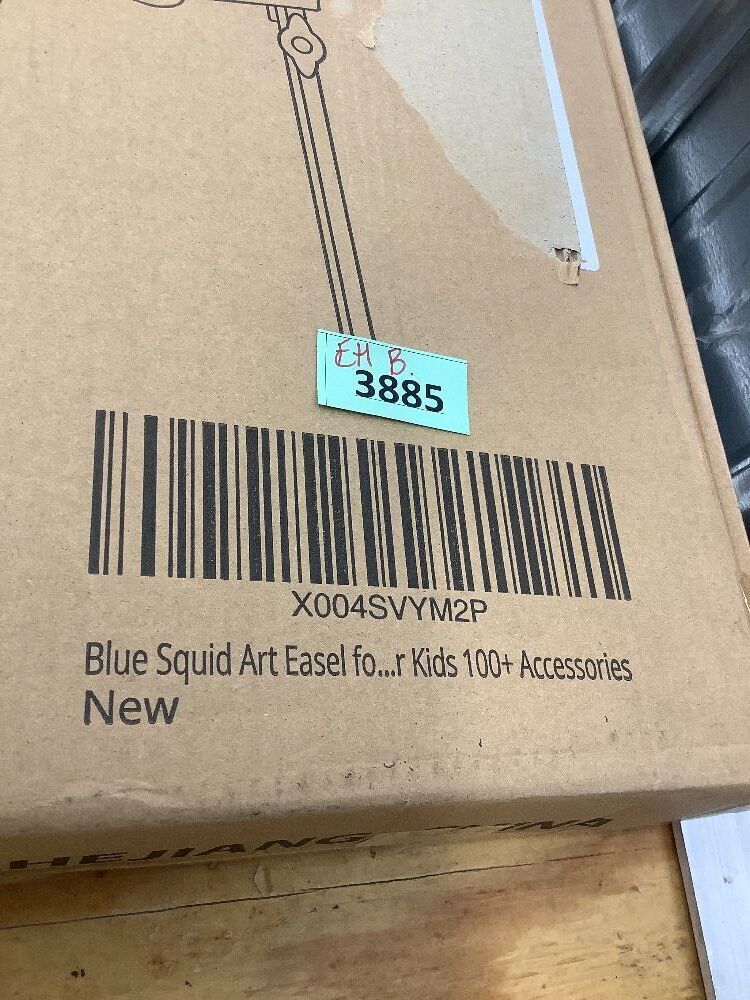 EH B.
3885
X004SVYM2P
Blue Squid Art Easel fo...r Kids 100+ Accessories
New